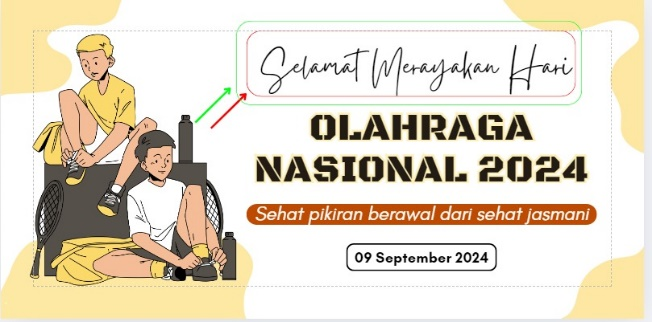 Selamat Merayakan Hari
OLAHRAGA
NASIONAL 2024
Sehat pikiran berawal dari sehat jasmani
09 September 2024